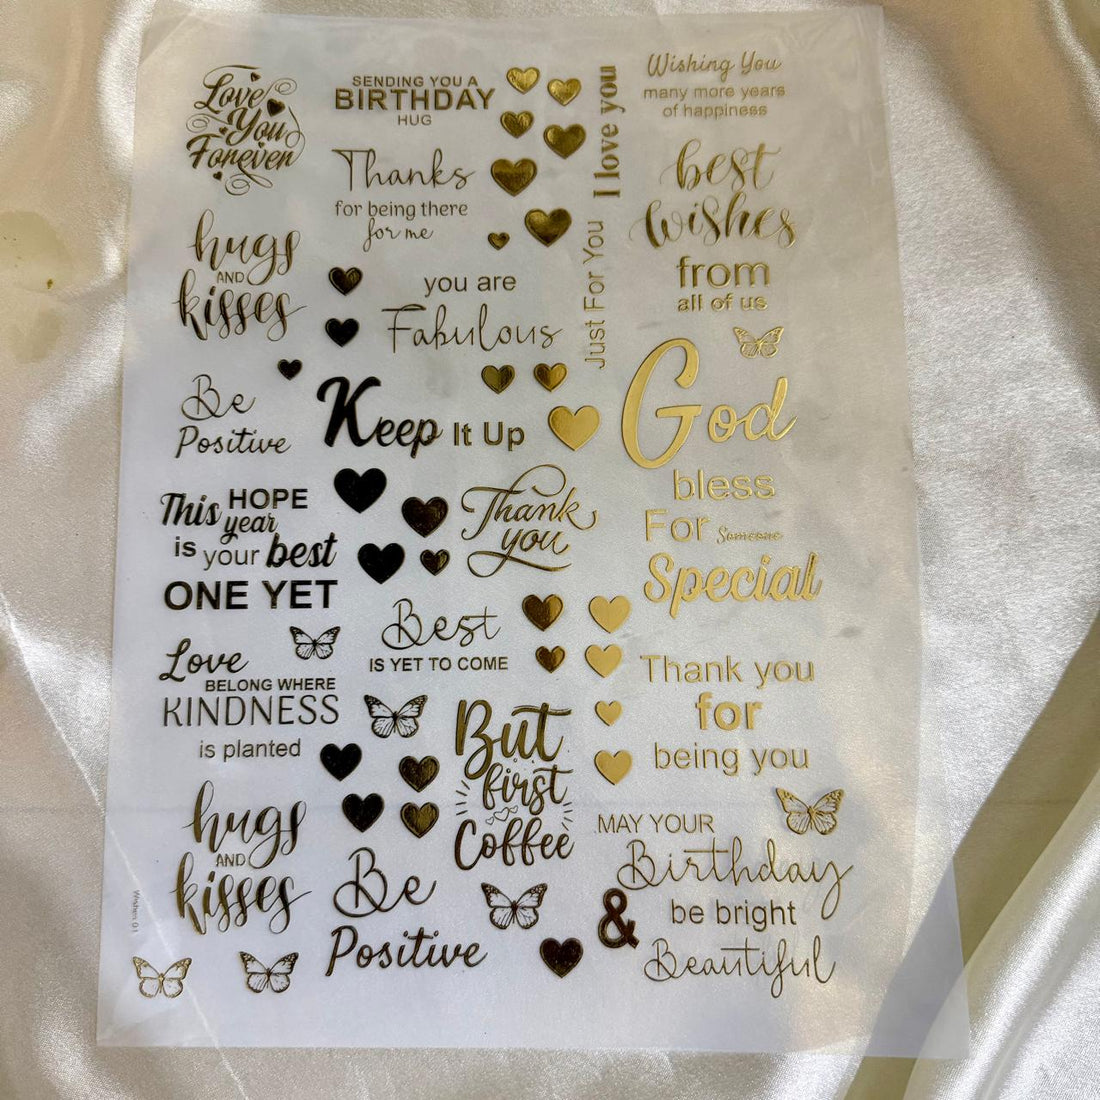 Love
You
Forever
SENDING YOU A
BIRTHDAY
HUG
I love you
Wishing You
many more years
of happiness
Thanks
for being there
for me
best
wishes
from
all of us
hugs
AND
kisses
you are
Fabulous
Just For You
Be
Positive
Keep It Up
God
bless
For Someone
Special
This HOPE
year
is your best
ONE YET
Thank
you
Best
IS YET TO COME
Love
BELONG WHERE
KINDNESS
is planted
Thank you
for
being you
But
first
Coffee
hugs
AND
kisses
Be
Positive
MAY YOUR
Birthday
be bright
&
Beautiful
Wishes 01